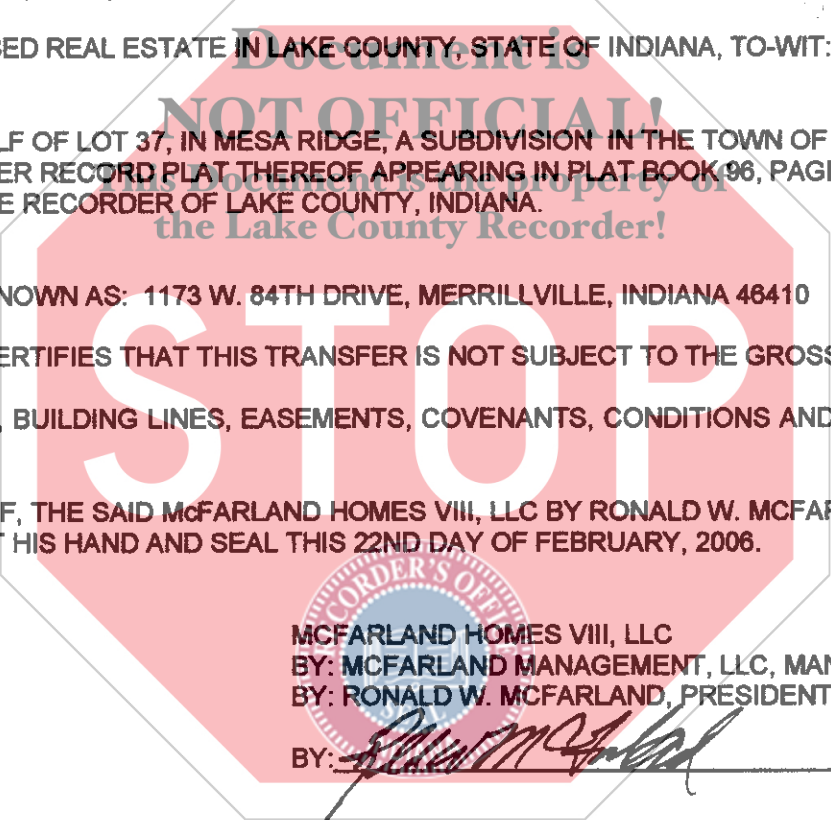 BED REAL ESTATE IN LAKE COUNTY, STATE OF INDIANA, TO-WIT:
Document is
NOT OFFICIAL!
LF OF LOT 37, IN MESA RIDGE, A SUBDIVISION IN THE TOWN OF
ER RECORD PLAT THEREOF APPEARING IN PLAT BOOK 96, PAGI
This Document is the property of
E RECORDER OF LAKE COUNTY, INDIANA.
the Lake County Recorder!
NOWN AS: 1173 W. 84TH DRIVE, MERRILLVILLE, INDIANA 46410
ERTIFIES THAT THIS TRANSFER IS NOT SUBJECT TO THE GROSS
STOP
, BUILDING LINES, EASEMENTS, COVENANTS, CONDITIONS AND
F, THE SAID McFARLAND HOMES VIII, LLC BY RONALD W. MCFAR
T HIS HAND AND SEAL THIS 22ND DAY OF FEBRUARY, 2006.
RECORDER'S OFFICE
MCFARLAND HOMES VIII, LLC
BY: MCFARLAND MANAGEMENT, LLC, MAN
BY: RONALD W. MCFARLAND, PRESIDENT
SEAL
BY: